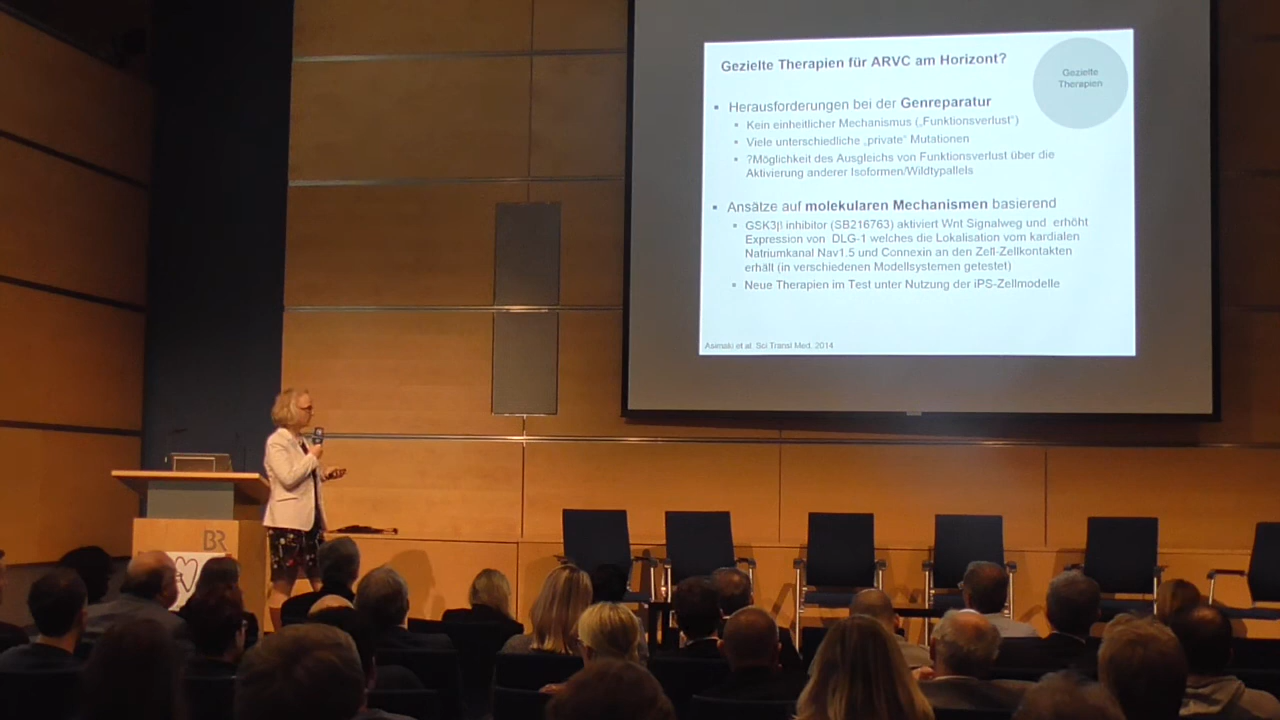 Gezielte Therapien für ARVC am Horizont?
Gezielte
Therapien
▪ Herausforderungen bei der Genreparatur
▪ Kein einheitlicher Mechanismus („Funktionsverlust“)
▪ Viele unterschiedliche „private“ Mutationen
▪ ?Möglichkeit des Ausgleichs von Funktionsverlust über die
Aktivierung anderer Isoformen/Wildtypallels
▪ Ansätze auf molekularen Mechanismen basierend
▪ GSK3β inhibitor (SB216763) aktiviert Wnt Signalweg und erhöht
Expression von DLG-1 welches die Lokalisation vom kardialen
Natriumkanal Nav1.5 und Connexin an den Zell-Zellkontakten
erhält (in verschiedenen Modellsystemen getestet)
▪ Neue Therapien im Test unter Nutzung der iPS-Zellmodelle
Asimaki et al. Sci Transl Med. 2014
BR